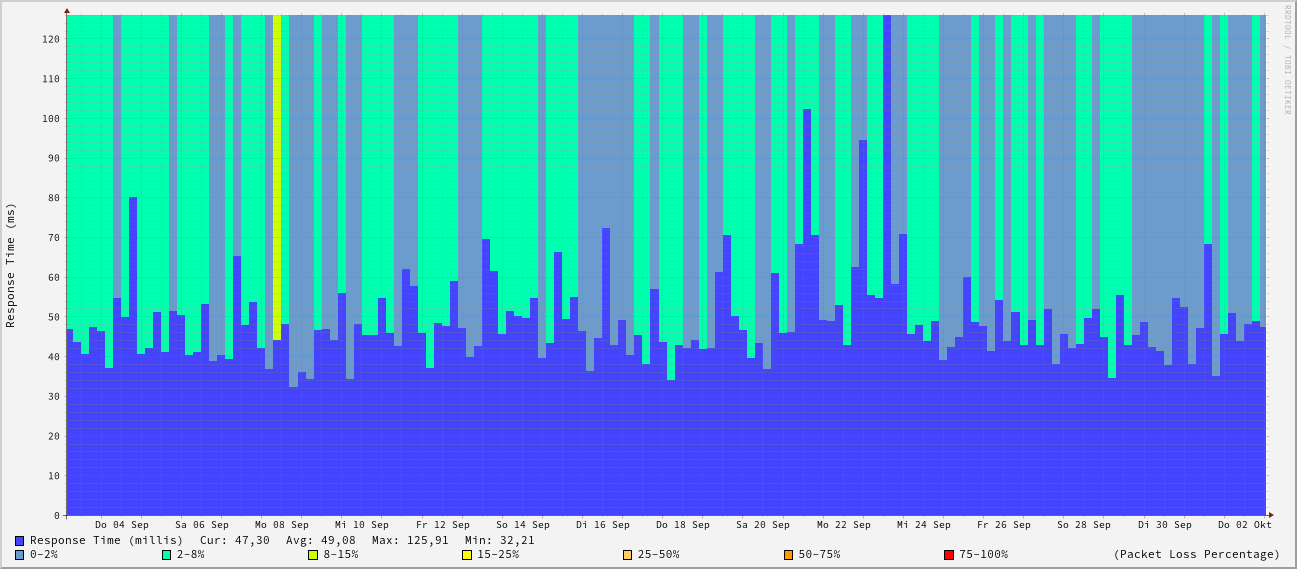 RRDTOOL / TOBI OETIKER
Response Time (ms)
120
110
100
90
80
70
60
50
40
30
20
10
0
Do 04 Sep Sa 06 Sep Mo 08 Sep Mi 10 Sep Fr 12 Sep So 14 Sep Di 16 Sep Do 18 Sep Sa 20 Sep Mo 22 Sep Mi 24 Sep Fr 26 Sep So 28 Sep Di 30 Sep Do 02 Okt
Response Time (millis) Cur: 47,30 Avg: 49,08 Max: 125,91 Min: 32,21
0-2% 2-8% 8-15% 15-25% 25-50% 50-75% 75-100% (Packet Loss Percentage)